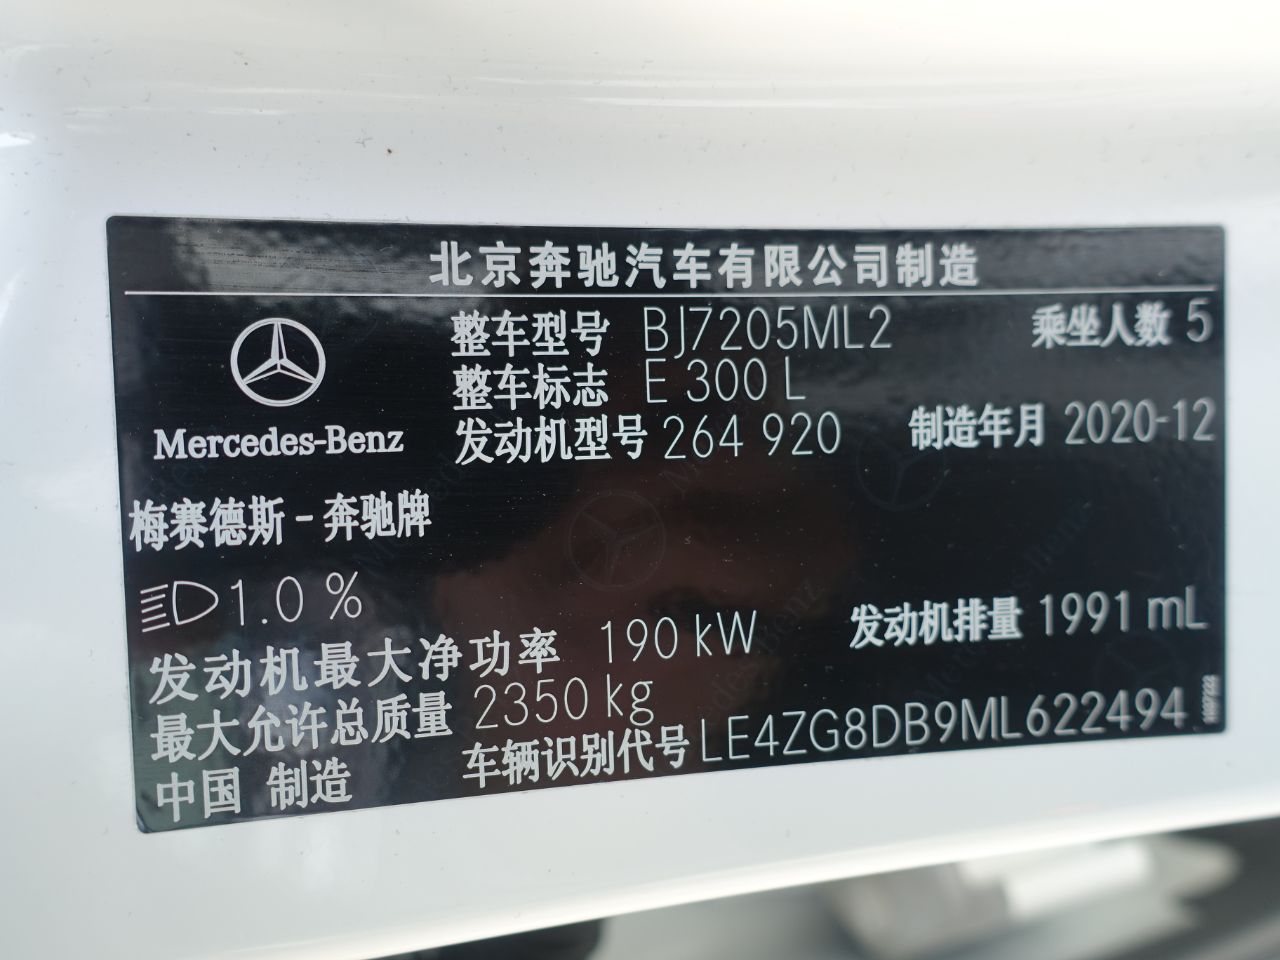 北京奔驰汽车有限公司制造
整车型号 BJ7205ML2 乘坐人数 5
整车标志 E 300 L
Mercedes-Benz
发动机型号 264 920 制造年月 2020-12
梅赛德斯-奔驰牌
1.0 %
发动机最大净功率 190 kW 发动机排量 1991 mL
最大允许总质量 2350 kg
中国 制造 车辆识别代号 LE4ZG8DB9ML622494